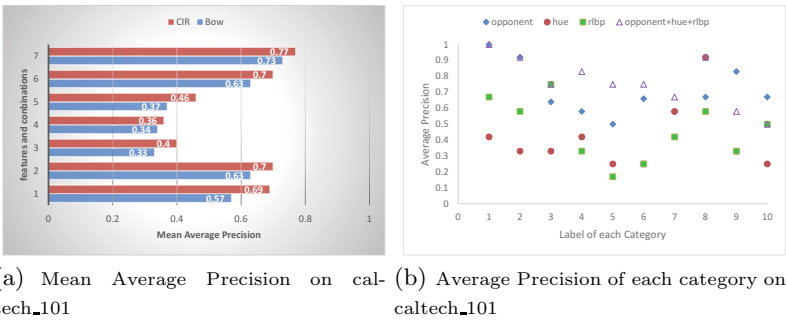 CIR Bow
features and combinations
7
0.77
0.73
6
0.7
0.63
5
0.46
0.37
4
0.36
0.34
3
0.4
0.33
2
0.7
0.63
1
0.69
0.57
0 0.2 0.4 0.6 0.8 1
Mean Average Precision
(a) Mean Average Precision on cal-
tech_101
opponent hue rlbp opponent+hue+rlbp
Average Precision
1
0.9
0.8
0.7
0.6
0.5
0.4
0.3
0.2
0.1
0
0 1 2 3 4 5 6 7 8 9 10
Label of each Category
(b) Average Precision of each category on
caltech_101